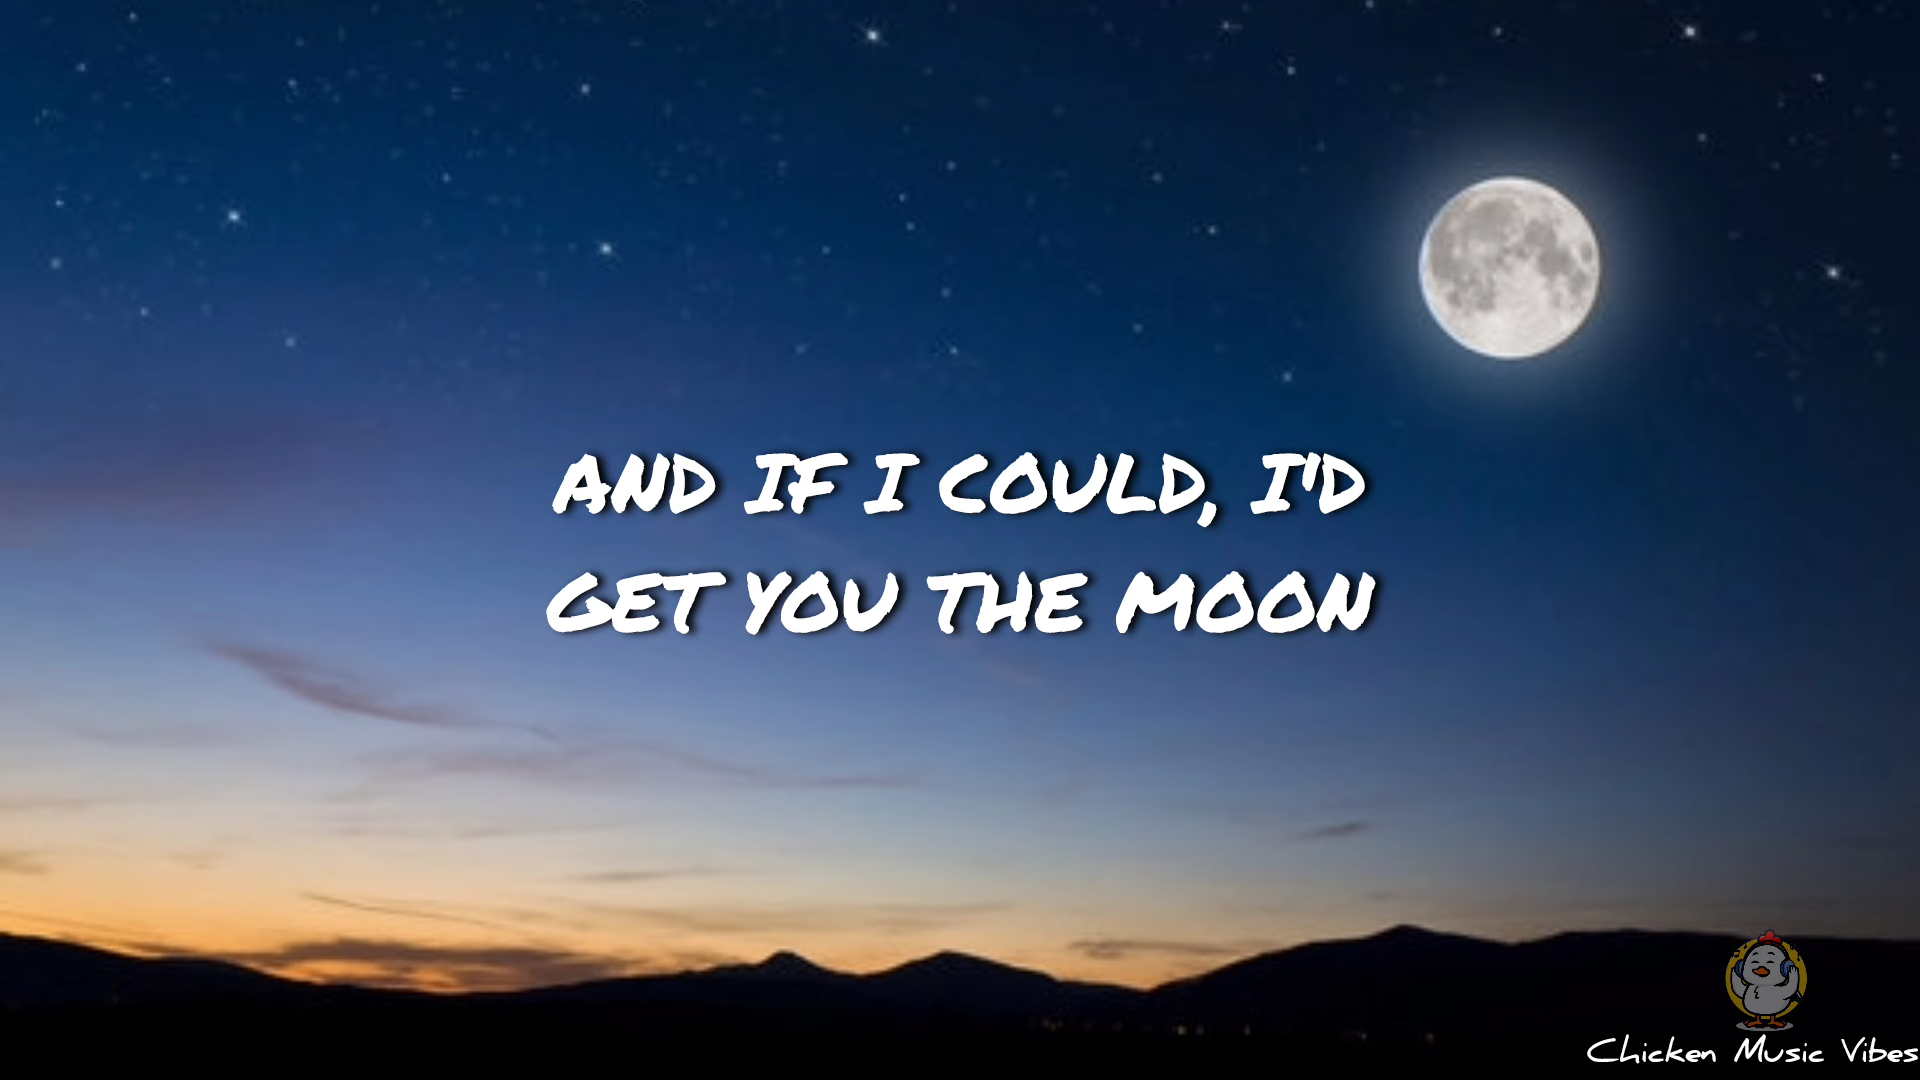 AND IF I COULD, I'D
GET YOU THE MOON
Chicken Music Vibes